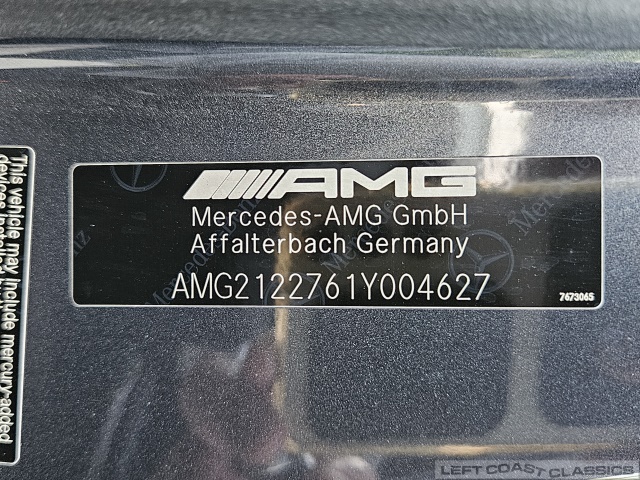 AMG
Mercedes-AMG GmbH
Affalterbach Germany
AMG2122761Y004627
7673065
This vehicle may include mercury-added
LEFT COAST CLASSICS